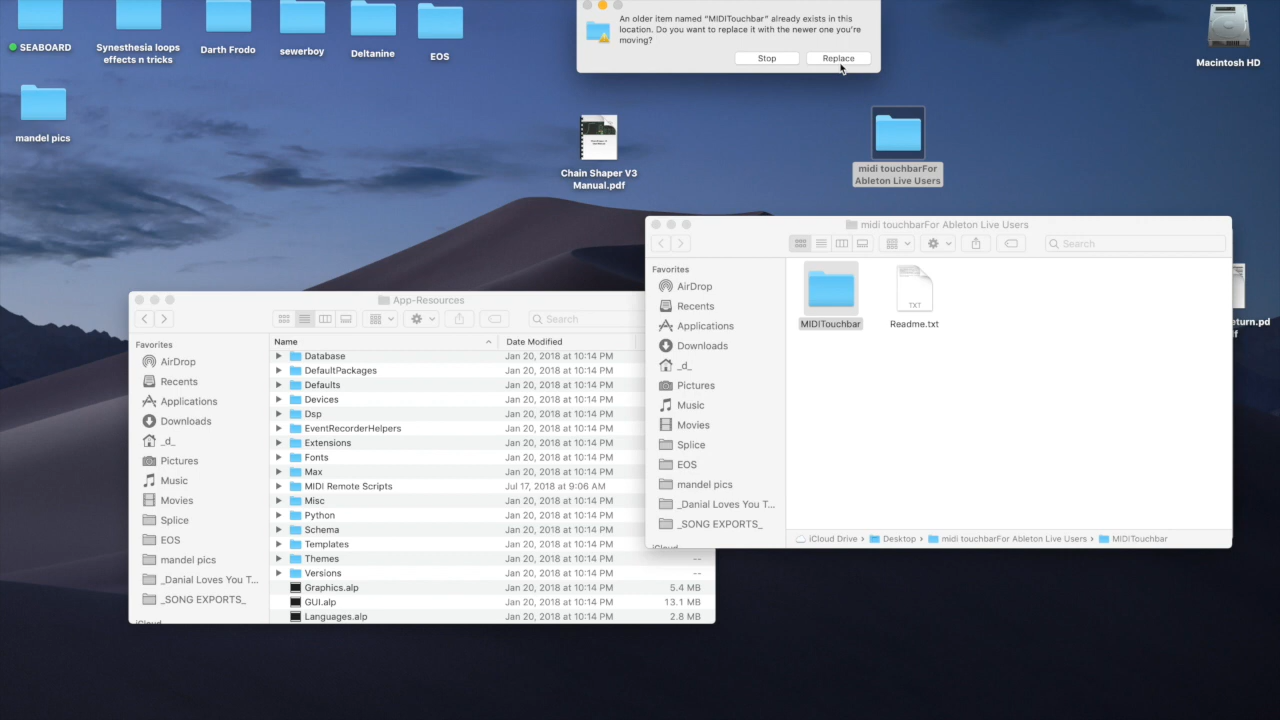 SEABOARD
Synesthesia loops
effects n tricks
Darth Frodo
sewerboy
Deltanine
EOS
mandel pics
An older item named “MIDITouchbar” already exists in this
location. Do you want to replace it with the newer one you're
moving?
Stop
Replace
Macintosh HD
Chain Shaper V3
Manual.pdf
midi touchbarFor
Ableton Live Users
midi touchbarFor Ableton Live Users
Search
Favorites
AirDrop
Recents
Applications
Downloads
_d_
Pictures
Music
Movies
Splice
EOS
mandel pics
_Danial Loves You T...
_SONG EXPORTS_
MIDITouchbar
TXT
Readme.txt
iCloud Drive
Desktop
midi touchbarFor Ableton Live Users
MIDITouchbar
App-Resources
Search
Favorites
AirDrop
Recents
Applications
Downloads
_d_
Pictures
Music
Movies
Splice
EOS
mandel pics
_Danial Loves You T...
_SONG EXPORTS_
Name Date Modified
Database Jan 20, 2018 at 10:14 PM
DefaultPackages Jan 20, 2018 at 10:14 PM
Defaults Jan 20, 2018 at 10:14 PM
Devices Jan 20, 2018 at 10:14 PM
Dsp Jan 20, 2018 at 10:14 PM
EventRecorderHelpers Jan 20, 2018 at 10:14 PM
Extensions Jan 20, 2018 at 10:14 PM
Fonts Jan 20, 2018 at 10:14 PM
Max Jan 20, 2018 at 10:14 PM
MIDI Remote Scripts Jul 17, 2018 at 9:06 AM
Misc Jan 20, 2018 at 10:14 PM
Python Jan 20, 2018 at 10:14 PM
Schema Jan 20, 2018 at 10:14 PM
Templates Jan 20, 2018 at 10:14 PM
Themes Jan 20, 2018 at 10:14 PM --
Versions Jan 20, 2018 at 10:14 PM --
Graphics.alp Jan 20, 2018 at 10:14 PM 5.4 MB
GUI.alp Jan 20, 2018 at 10:14 PM 13.1 MB
Languages.alp Jan 20, 2018 at 10:14 PM 2.8 MB
eturn.pd
f